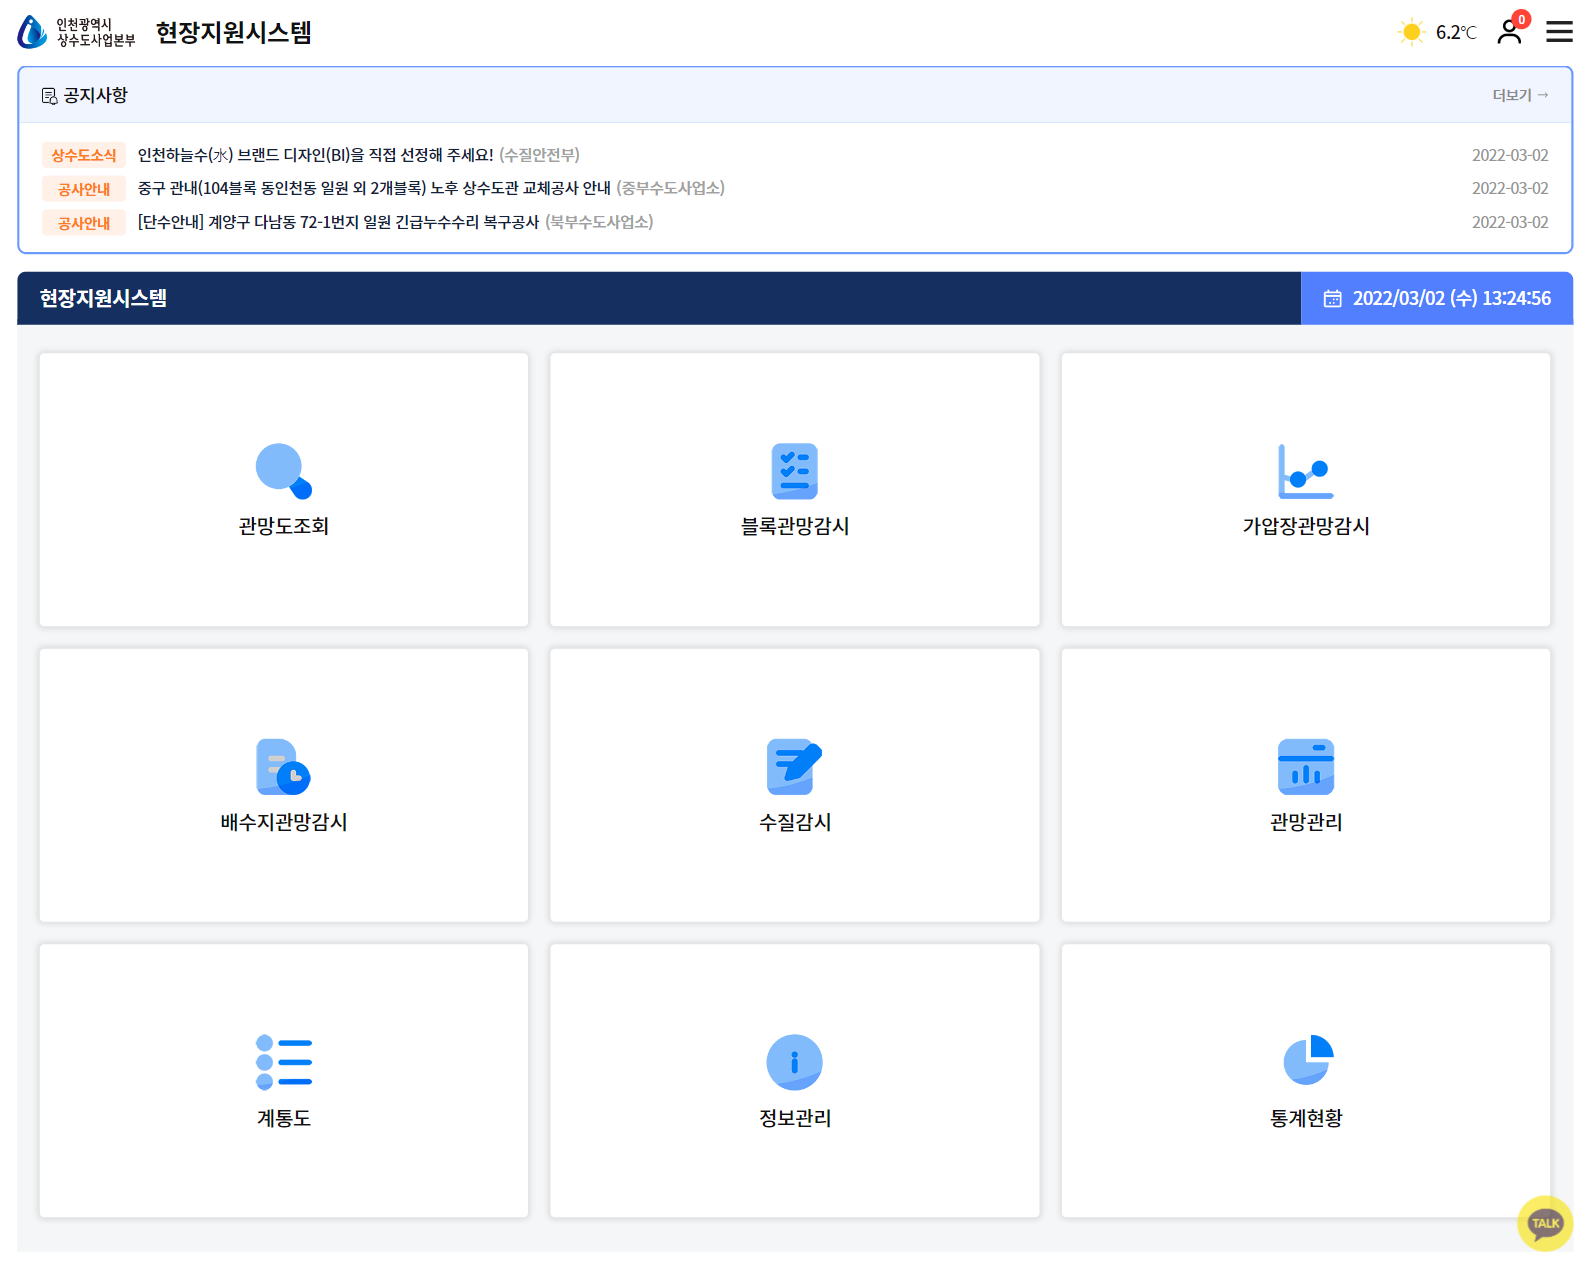 인천광역시
상수도사업본부
현장지원시스템
6.2℃
0
공지사항
더보기 →
상수도소식 인천하늘수(水) 브랜드 디자인(BI)을 직접 선정해 주세요! (수질안전부) 2022-03-02
공사안내 중구 관내(104블록 동인천동 일원 외 2개블록) 노후 상수도관 교체공사 안내 (중부수도사업소) 2022-03-02
공사안내 [단수안내] 계양구 다남동 72-1번지 일원 긴급누수수리 복구공사 (북부수도사업소) 2022-03-02
현장지원시스템
2022/03/02 (수) 13:24:56
관망도조회
블록관망감시
가압장관망감시
배수지관망감시
수질감시
관망관리
계통도
정보관리
통계현황
TALK